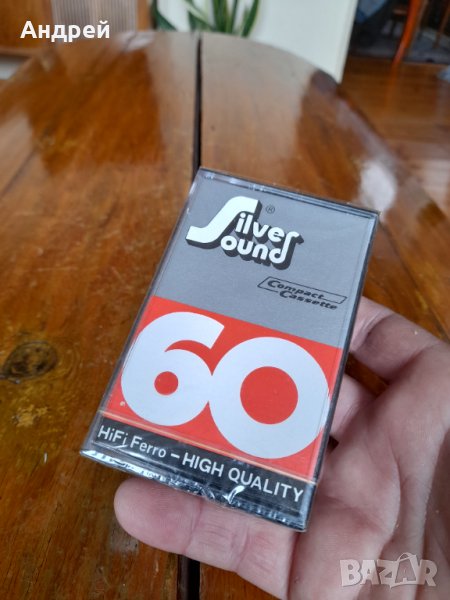 Андрей
Silver
Sound
®
Compact
Cassette
60
HiFi Ferro – HIGH QUALITY
BAZAR